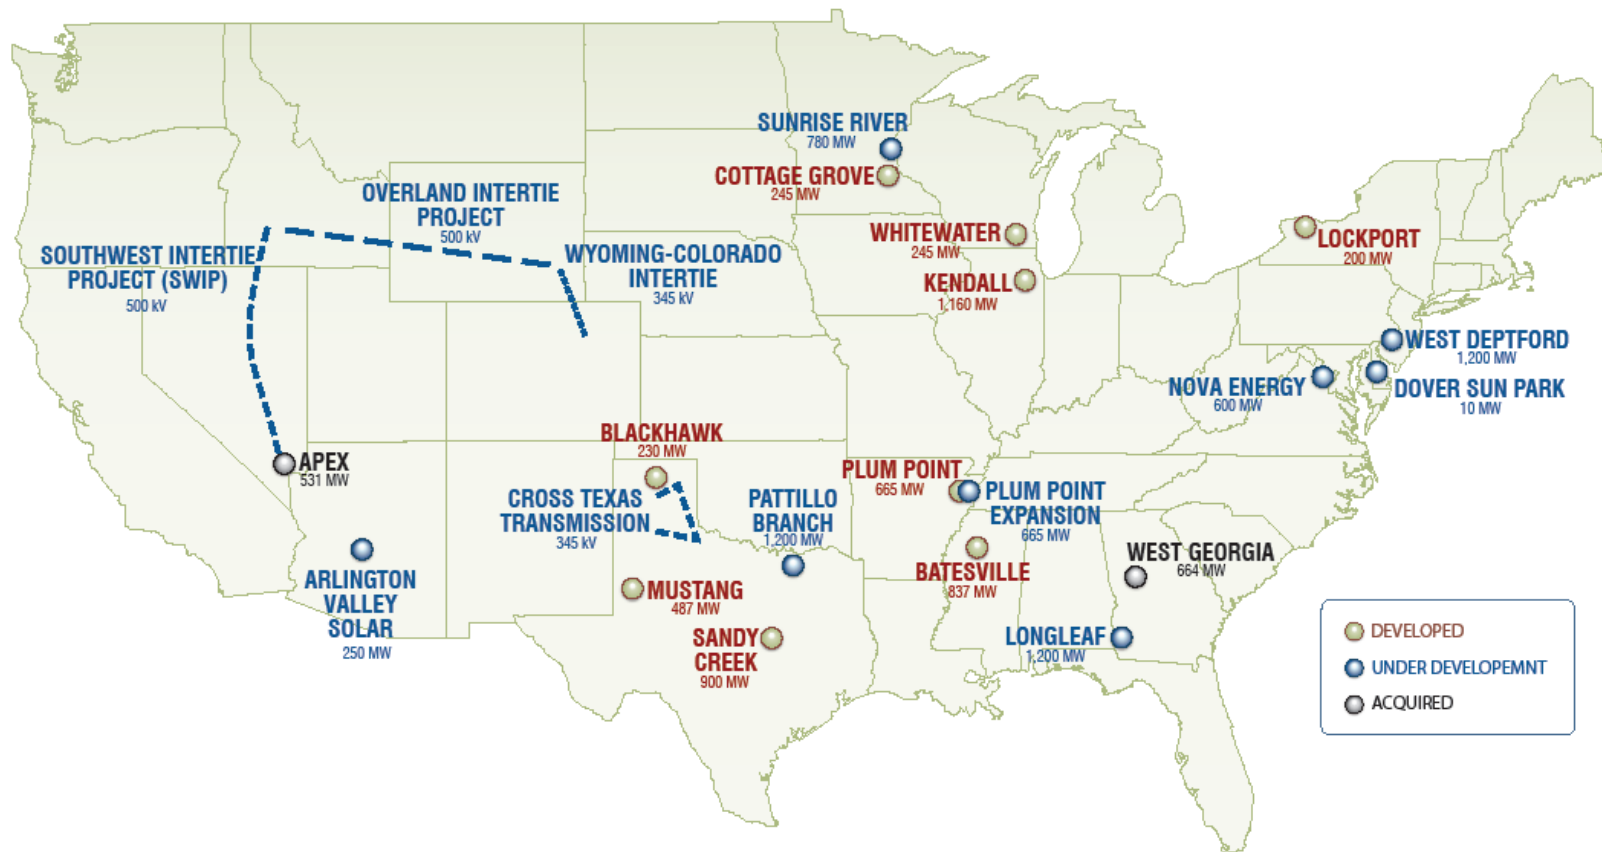 SUNRISE RIVER
780 MW
COTTAGE GROVE
245 MW
OVERLAND INTERTIE
PROJECT
500 kV
SOUTHWEST INTERTIE
PROJECT (SWIP)
500 kV
WYOMING-COLORADO
INTERTIE
345 kV
WHITEWATER
245 MW
KENDALL
1,160 MW
LOCKPORT
200 MW
WEST DEPTFORD
1,200 MW
NOVA ENERGY
600 MW
DOVER SUN PARK
10 MW
BLACKHAWK
230 MW
APEX
531 MW
CROSS TEXAS
TRANSMISSION
345 kV
PATTILLO
BRANCH
1,200 MW
PLUM POINT
665 MW
PLUM POINT
EXPANSION
665 MW
WEST GEORGIA
664 MW
BATESVILLE
837 MW
ARLINGTON
VALLEY
SOLAR
250 MW
MUSTANG
487 MW
SANDY
CREEK
900 MW
LONGLEAF
1,200 MW
DEVELOPED
UNDER DEVELOPEMNT
ACQUIRED